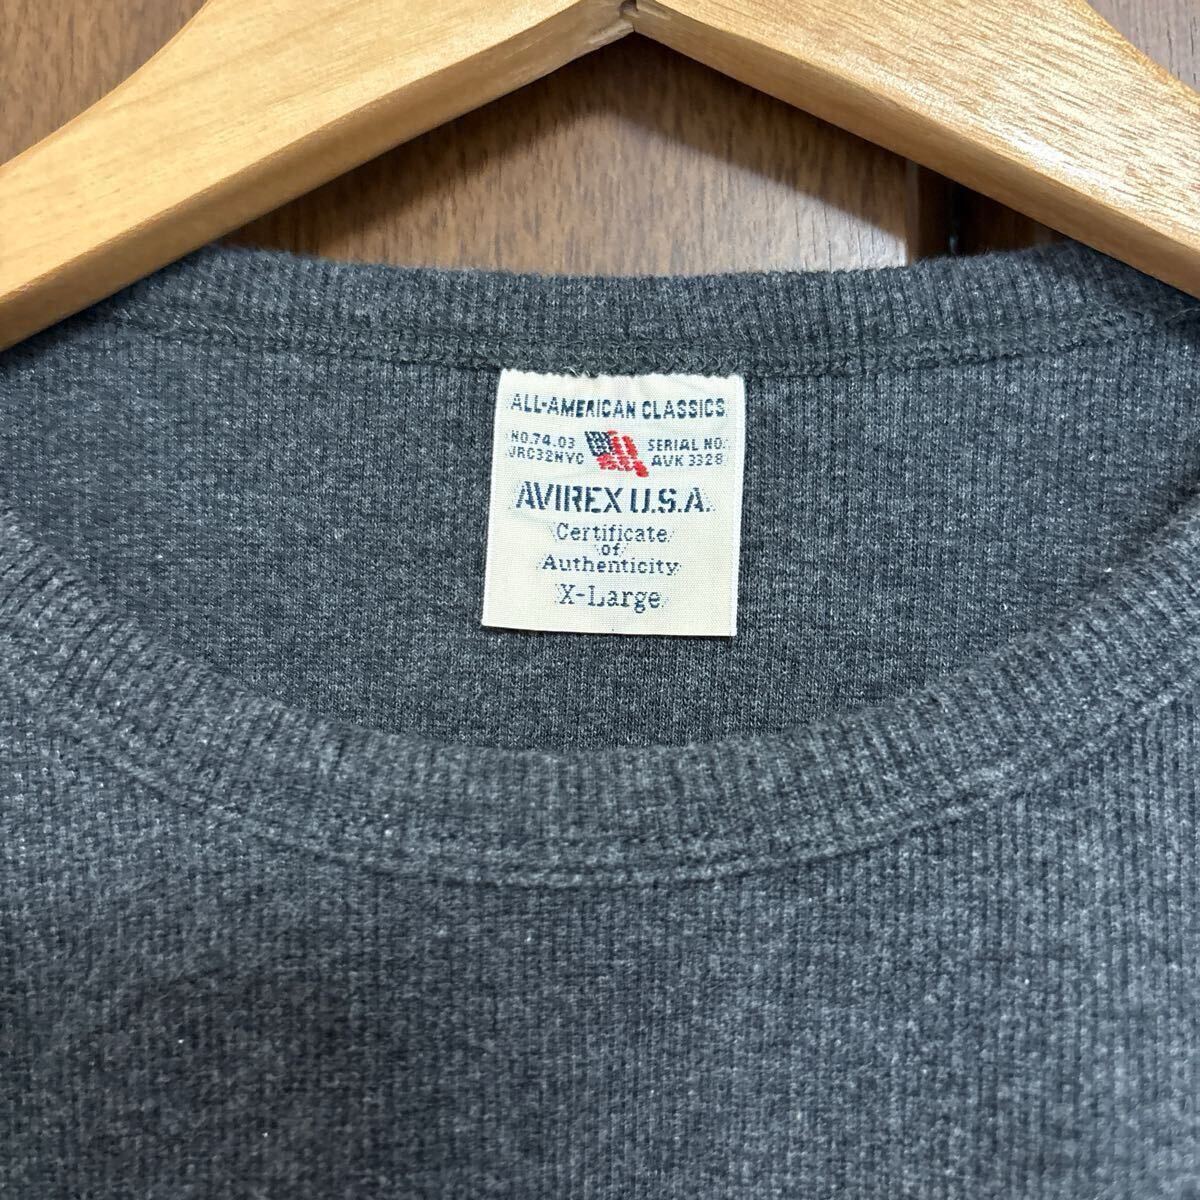 ALL-AMERICAN CLASSICS
NO.74.03 SERIAL NO.
JRC32NYC AVK 3328
AVIREX U.S.A.
Certificate
of
Authenticity
X-Large